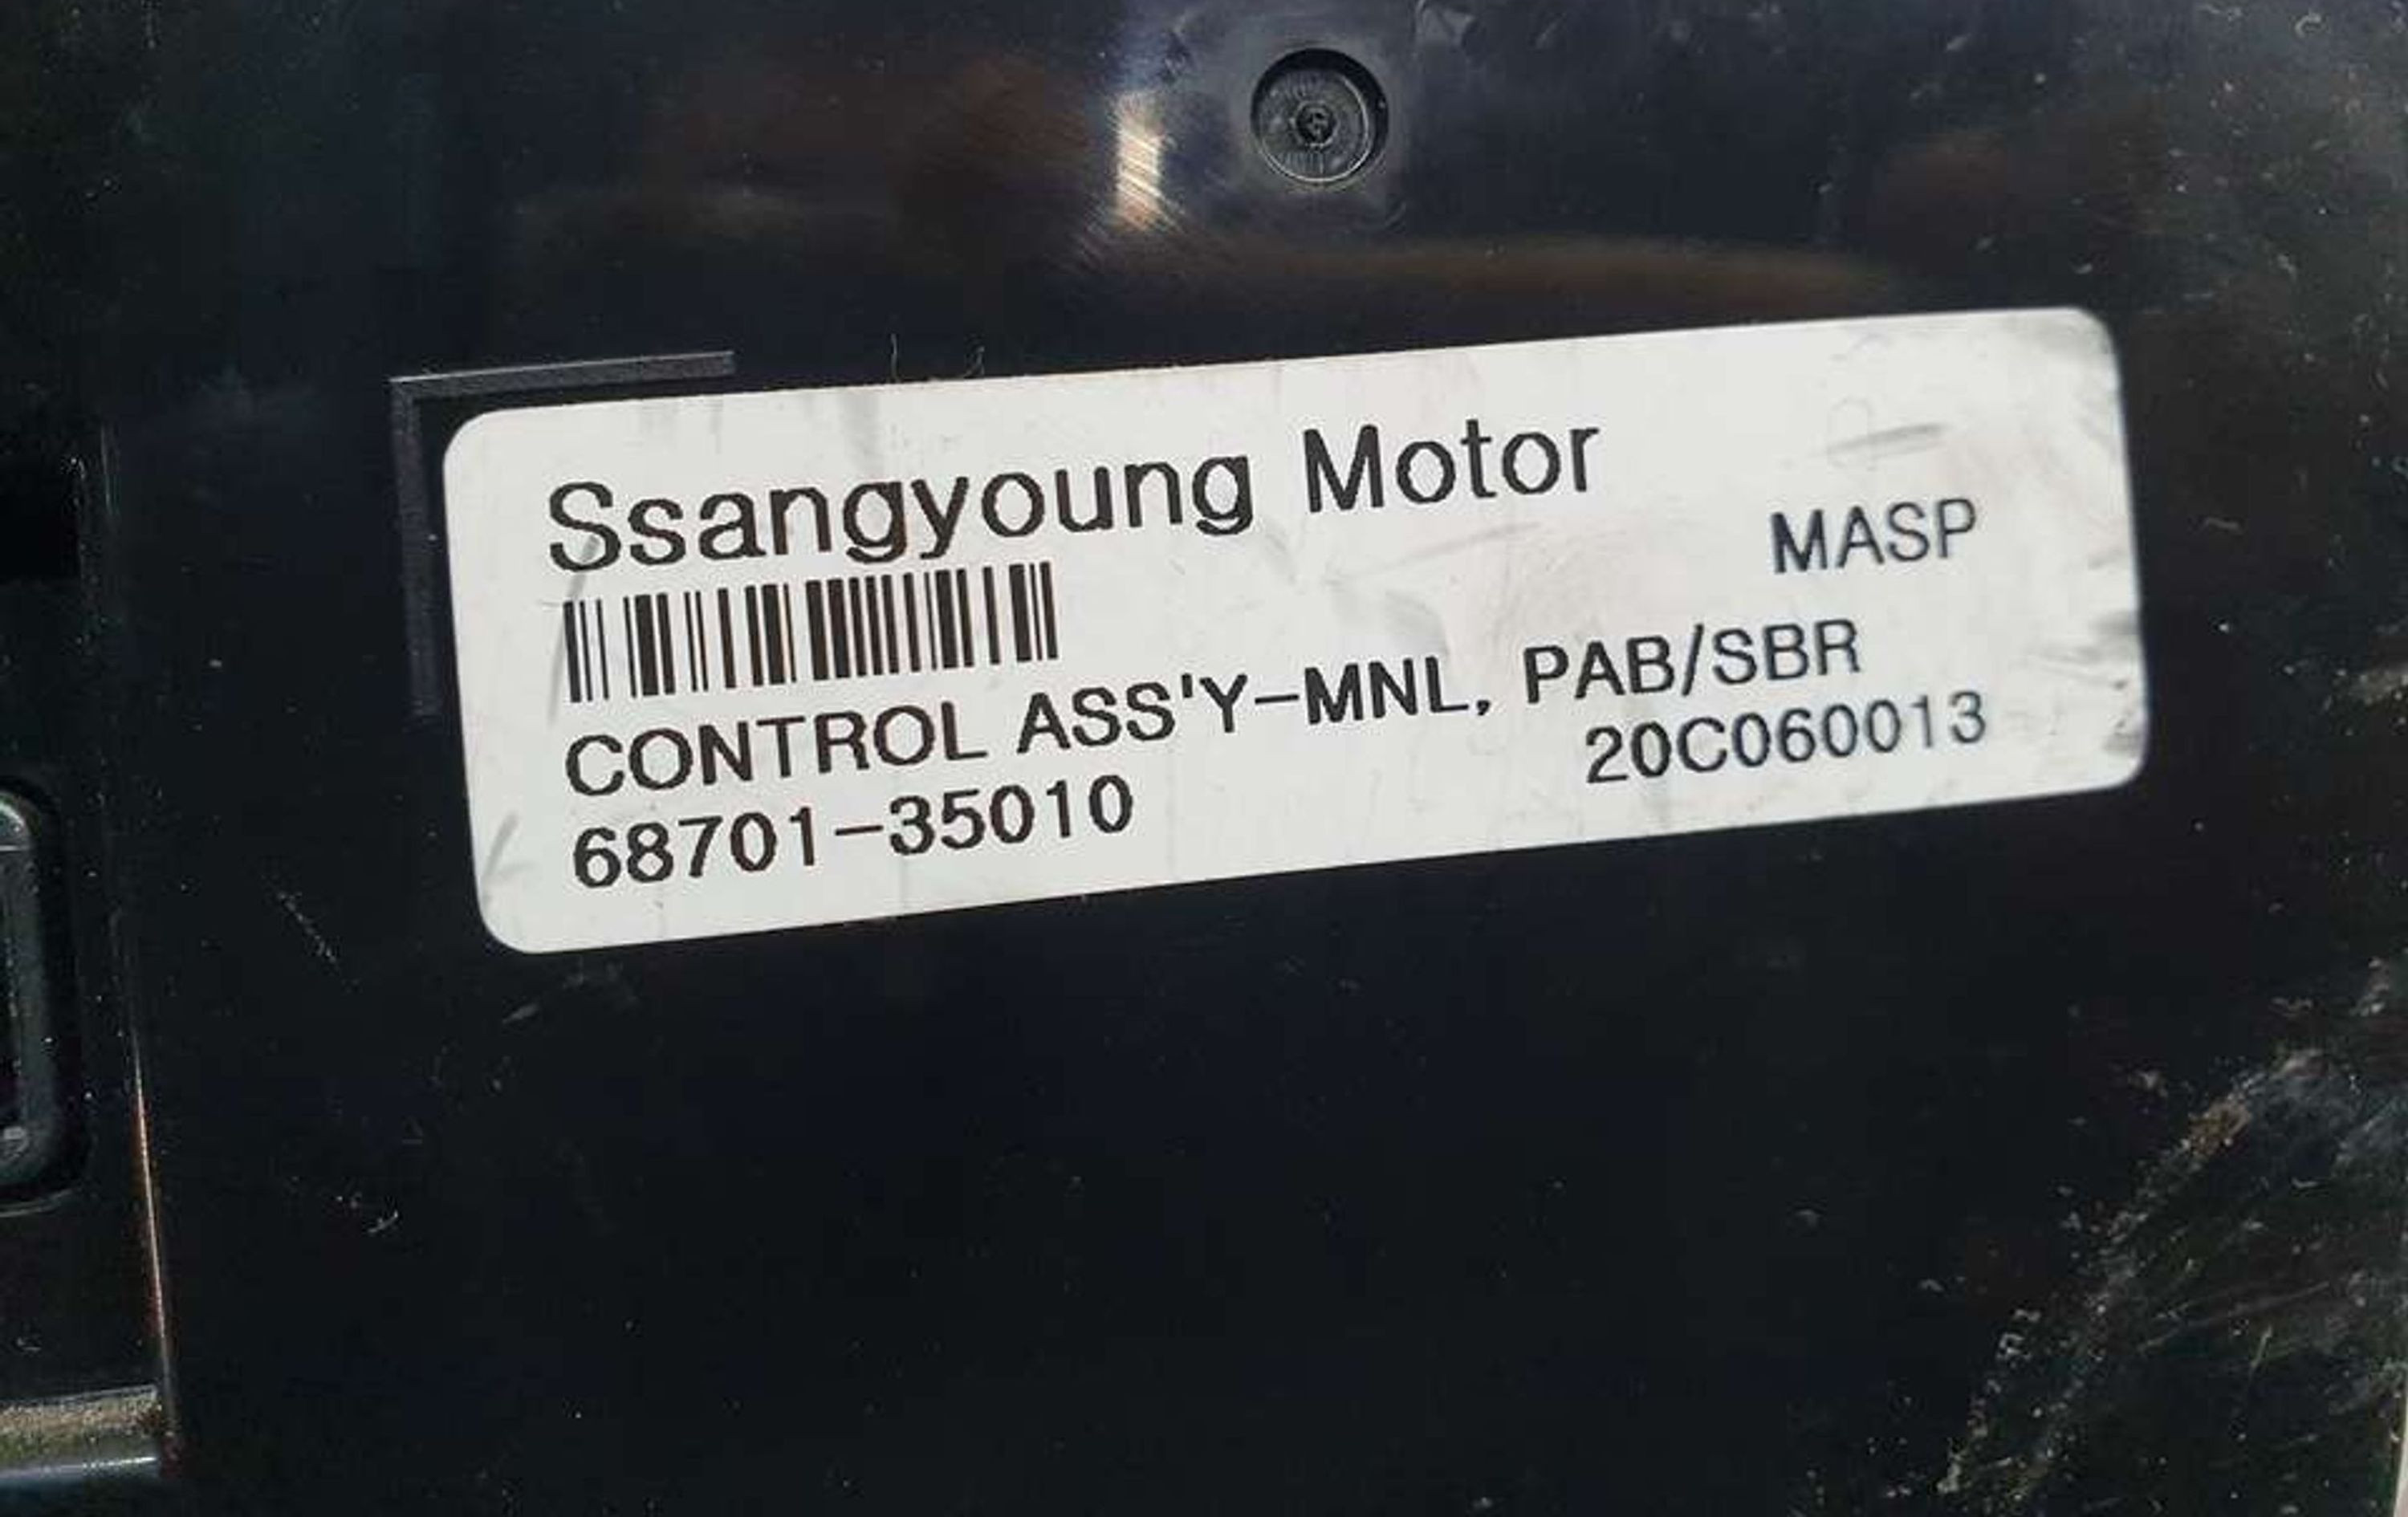 Ssangyoung Motor
MASP
CONTROL ASS'Y-MNL, PAB/SBR
68701-35010
20C060013